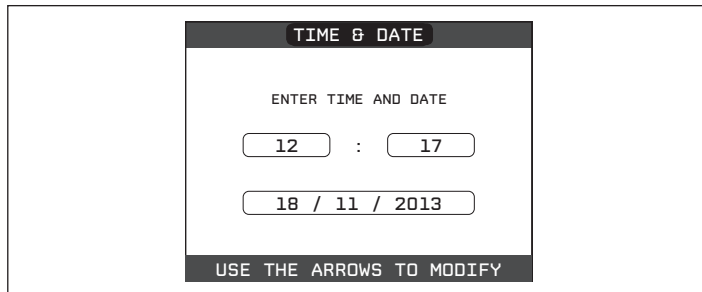 TIME & DATE
ENTER TIME AND DATE
12 : 17
18 / 11 / 2013
USE THE ARROWS TO MODIFY